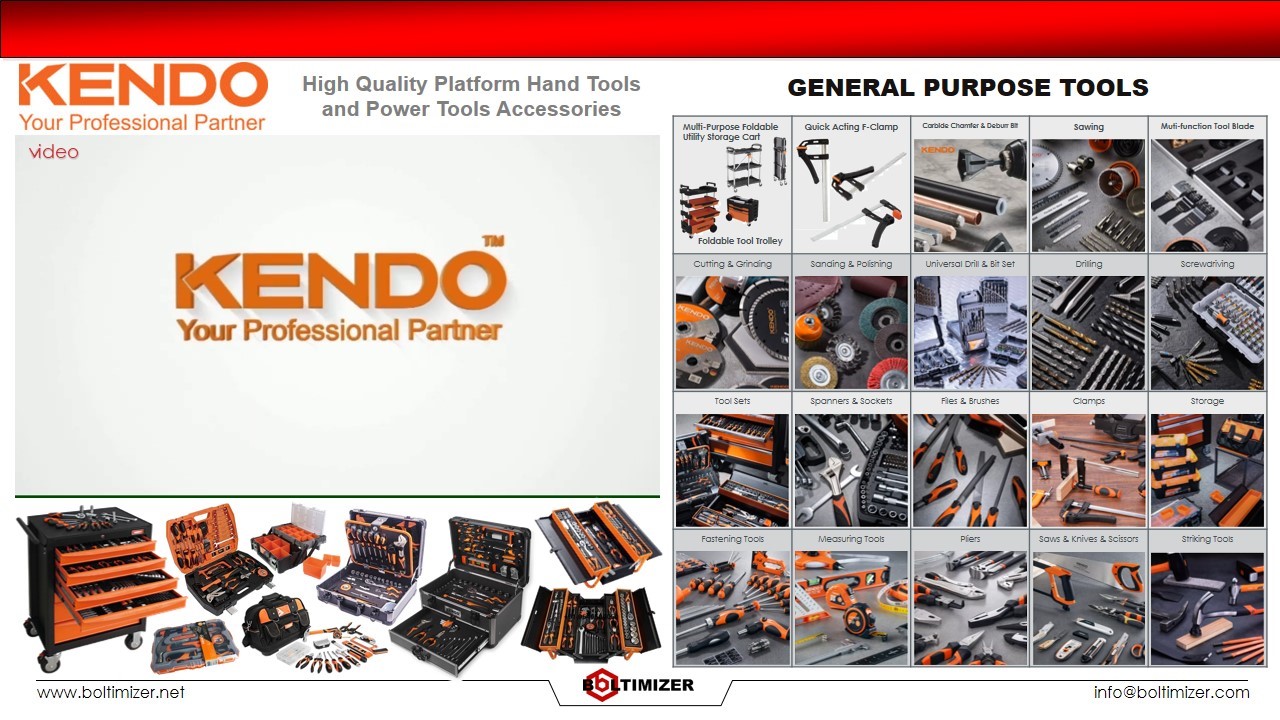 KENDO
Your Professional Partner
High Quality Platform Hand Tools
and Power Tools Accessories
GENERAL PURPOSE TOOLS
video
KENDO™
Your Professional Partner
Multi-Purpose Foldable
Utility Storage Cart
Foldable Tool Trolley
Quick Acting F-Clamp
Carbide Chamfer & Deburr Bit
KENDO
Sawing
Muti-function Tool Blade
Cutting & Grinding
Sanding & Polishing
Universal Drill & Bit Set
Drilling
Screwdriving
KENDO
KENDO
KENDO
Tool Sets
Spanners & Sockets
Files & Brushes
Clamps
Storage
Fastening Tools
Measuring Tools
Pliers
Saws & Knives & Scissors
Striking Tools
www.boltimizer.net
BOLTIMIZER
info@boltimizer.com